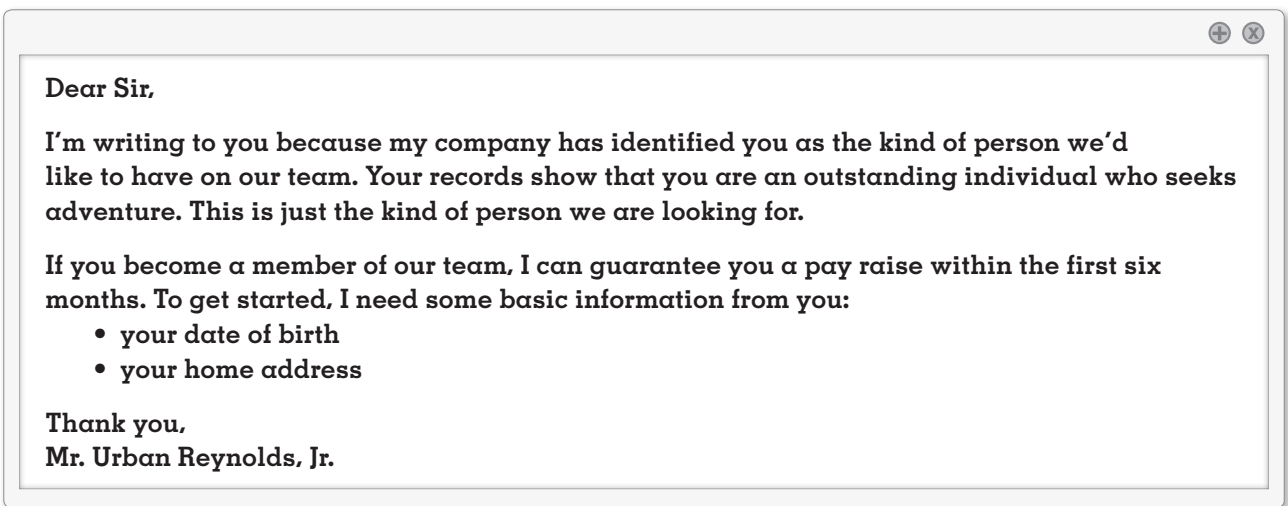 Dear Sir,
I’m writing to you because my company has identified you as the kind of person we’d
like to have on our team. Your records show that you are an outstanding individual who seeks
adventure. This is just the kind of person we are looking for.
If you become a member of our team, I can guarantee you a pay raise within the first six
months. To get started, I need some basic information from you:
• your date of birth
• your home address
Thank you,
Mr. Urban Reynolds, Jr.